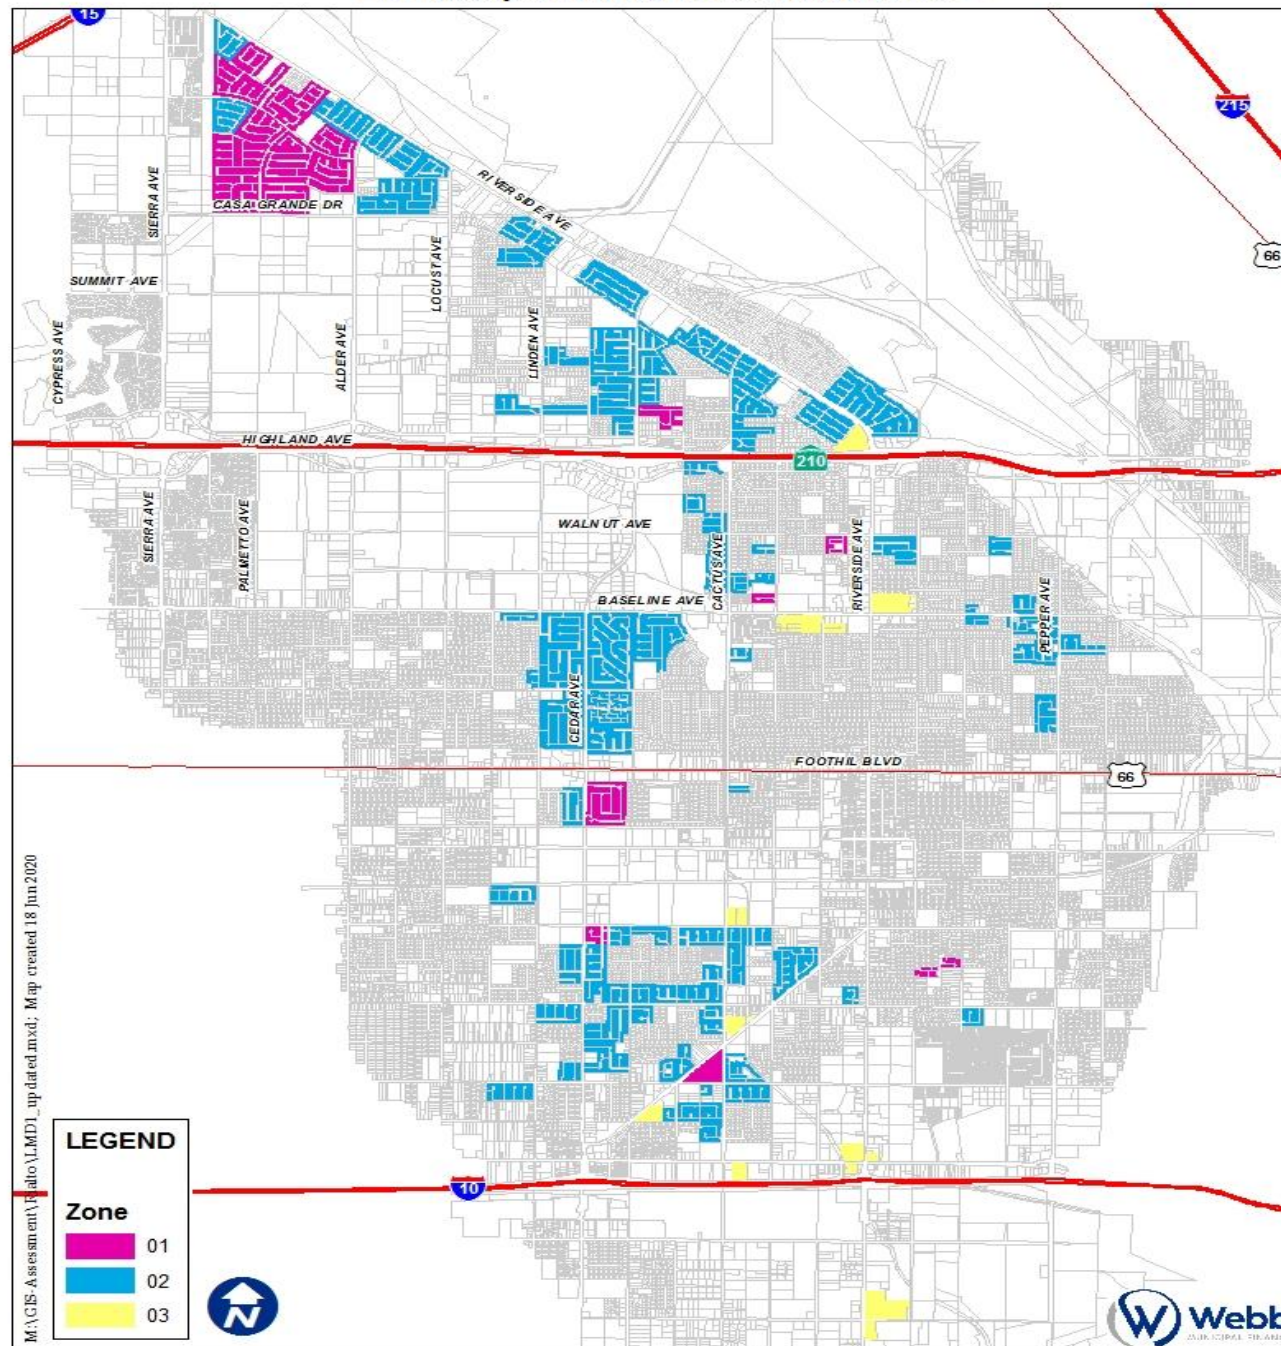 15
215
RIVERSIDE AVE
SIERRA AVE
CASA GRANDE DR
LOCUST AVE
66
SUMMIT AVE
CYPRESS AVE
ALDER AVE
LINDEN AVE
HIGHLAND AVE
210
SIERRA AVE
PALMETTO AVE
WALNUT AVE
CACTUS AVE
RIVERSIDE AVE
BASELINE AVE
PEPPER AVE
CEDAR AVE
FOOTHIL BLVD
66
M:\GIS-Assessment\Rialto\LMD1_updated.mxd; Map created 18 Jun 2020
LEGEND
10
Zone
01
02
03
N
W Webb
MUNICIPAL FINAN